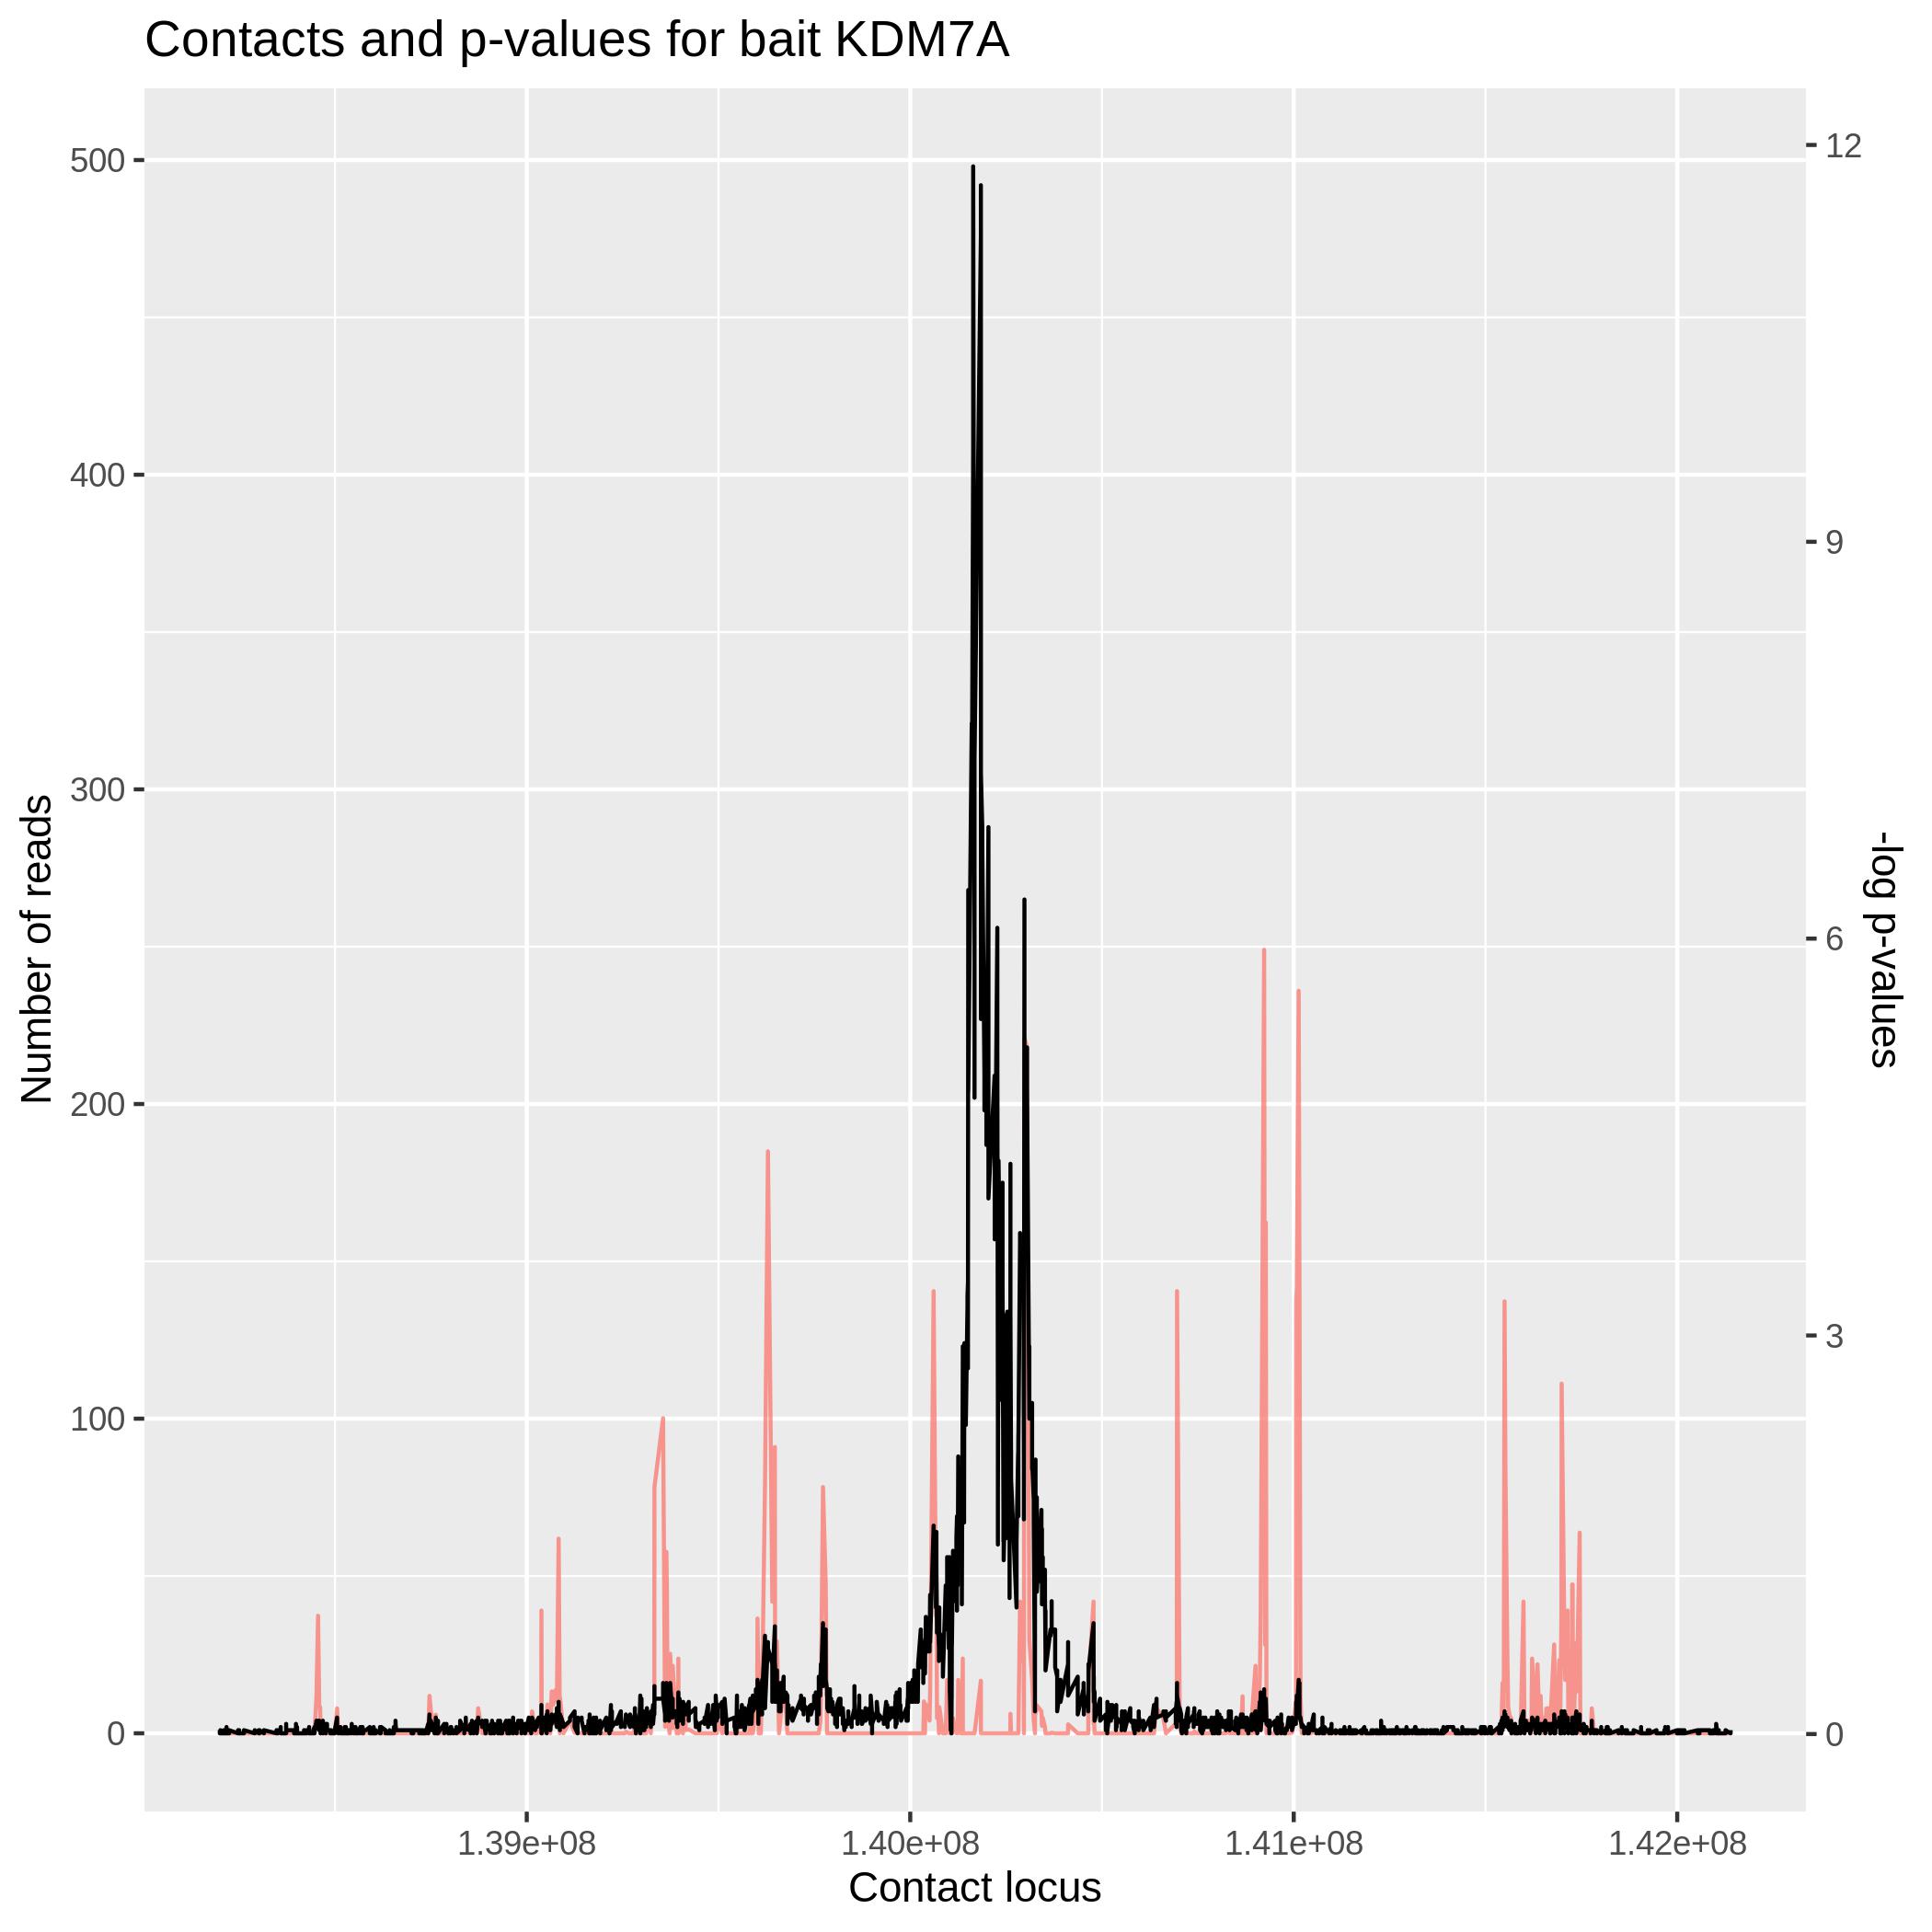 Contacts and p-values for bait KDM7A
500
400
300
200
100
0
12
9
6
3
0
Number of reads
-log p-values
1.39e+08
1.40e+08
1.41e+08
1.42e+08
Contact locus